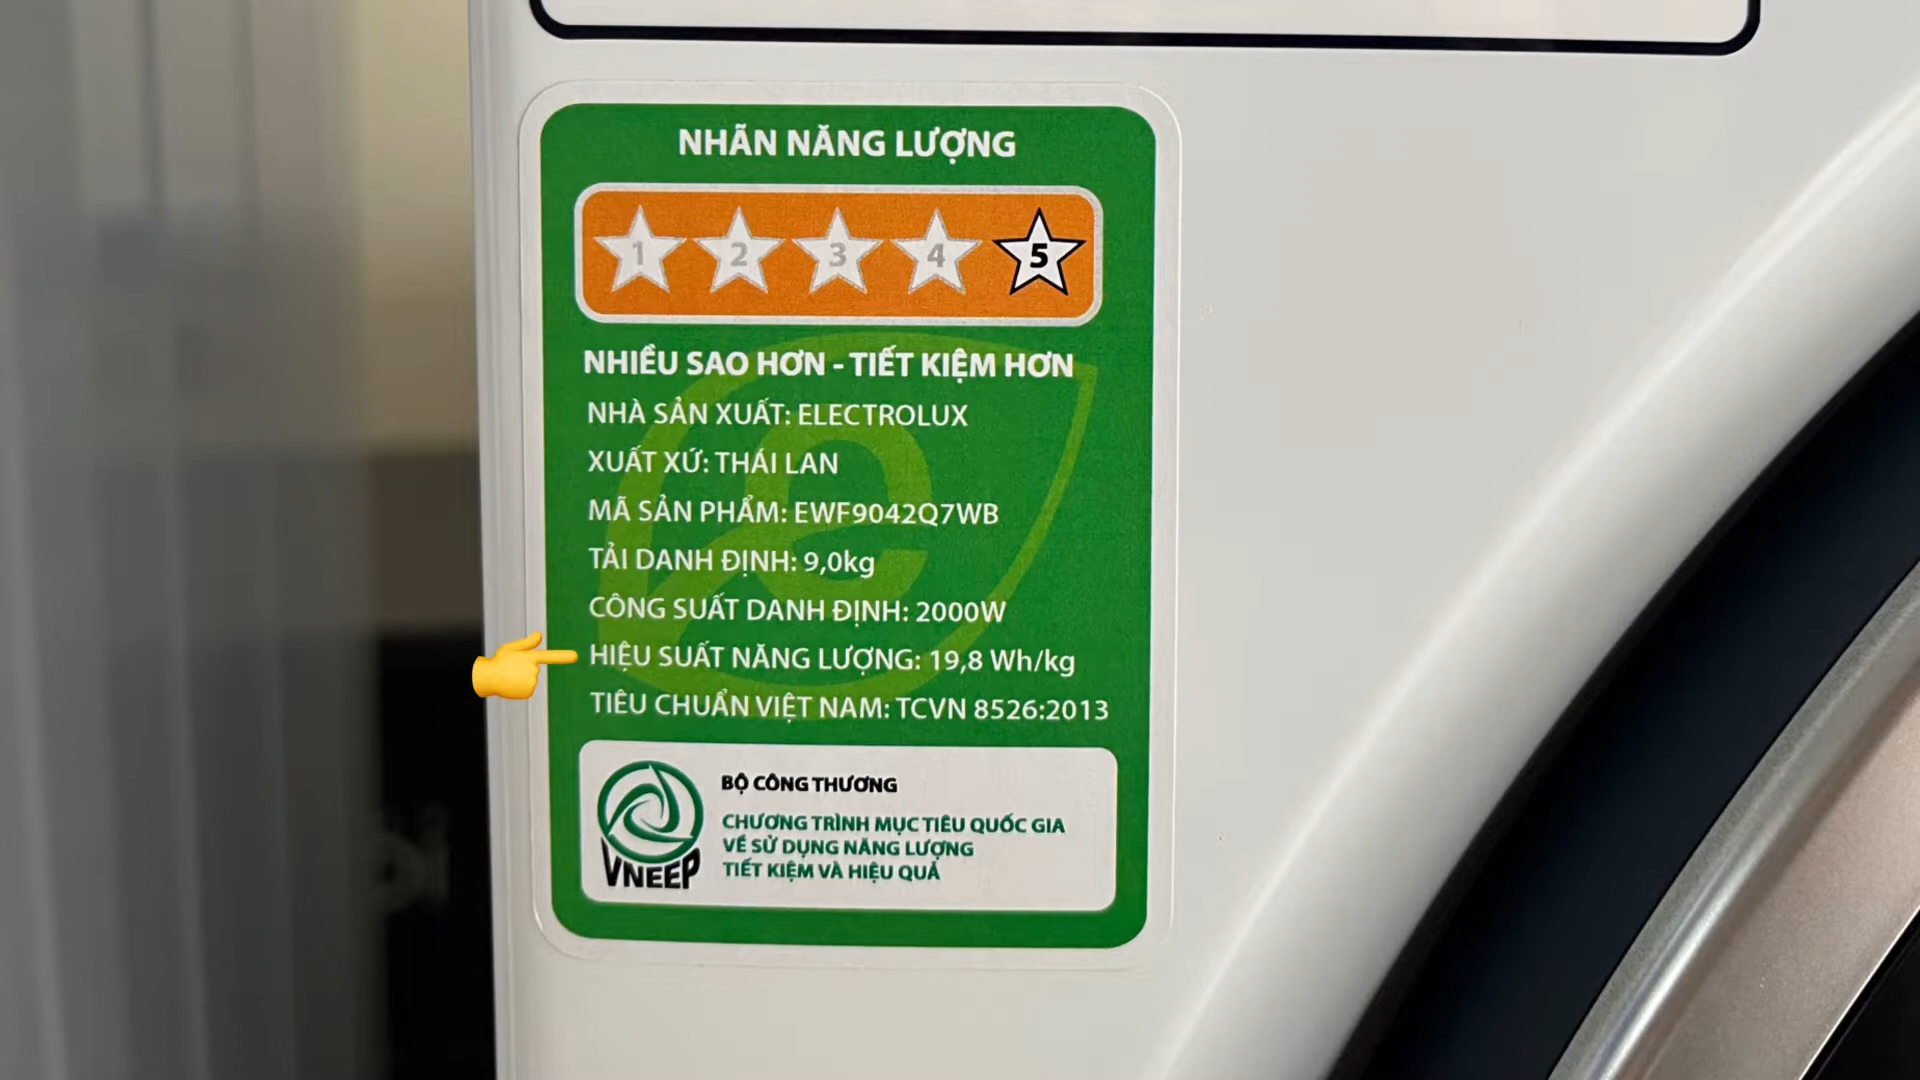 NHÃN NĂNG LƯỢNG
1 2 3 4 5
NHIỀU SAO HƠN - TIẾT KIỆM HƠN
NHÀ SẢN XUẤT: ELECTROLUX
XUẤT XỨ: THÁI LAN
MÃ SẢN PHẨM: EWF9042Q7WB
TẢI DANH ĐỊNH: 9,0kg
CÔNG SUẤT DANH ĐỊNH: 2000W
HIỆU SUẤT NĂNG LƯỢNG: 19,8 Wh/kg
TIÊU CHUẨN VIỆT NAM: TCVN 8526:2013
BỘ CÔNG THƯƠNG
CHƯƠNG TRÌNH MỤC TIÊU QUỐC GIA
VỀ SỬ DỤNG NĂNG LƯỢNG
TIẾT KIỆM VÀ HIỆU QUẢ
VNEEP